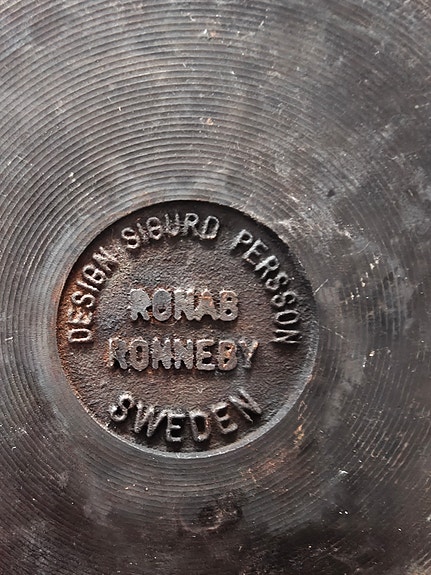 DESIGN SIGURD PERSSON
RONAB
RONNEBY
SWEDEN